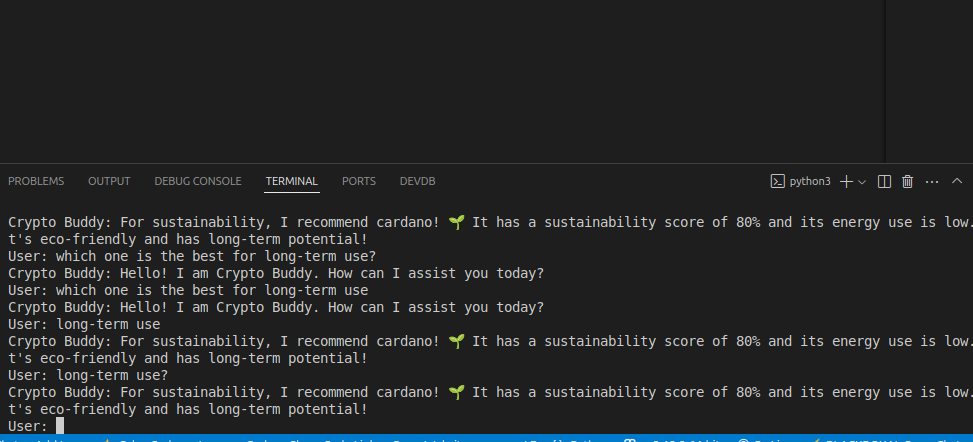 PROBLEMS OUTPUT DEBUG CONSOLE TERMINAL PORTS DEVDB python3
Crypto Buddy: For sustainability, I recommend cardano! 🌱 It has a sustainability score of 80% and its energy use is low.
t's eco-friendly and has long-term potential!
User: which one is the best for long-term use?
Crypto Buddy: Hello! I am Crypto Buddy. How can I assist you today?
User: which one is the best for long-term use
Crypto Buddy: Hello! I am Crypto Buddy. How can I assist you today?
User: long-term use
Crypto Buddy: For sustainability, I recommend cardano! 🌱 It has a sustainability score of 80% and its energy use is low.
t's eco-friendly and has long-term potential!
User: long-term use?
Crypto Buddy: For sustainability, I recommend cardano! 🌱 It has a sustainability score of 80% and its energy use is low.
t's eco-friendly and has long-term potential!
User: